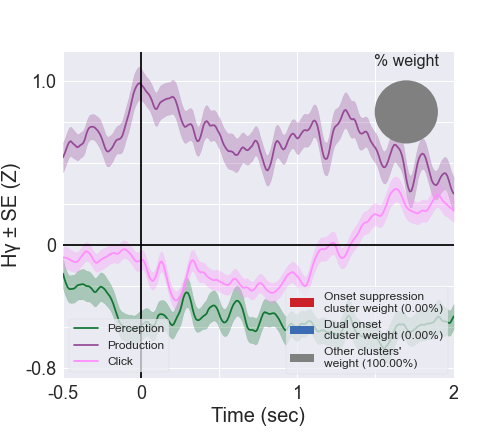 % weight
1.0
0
-0.8
Hγ ± SE (Z)
Perception
Production
Click
Onset suppression
cluster weight (0.00%)
Dual onset
cluster weight (0.00%)
Other clusters'
weight (100.00%)
-0.5
0
1
2
Time (sec)